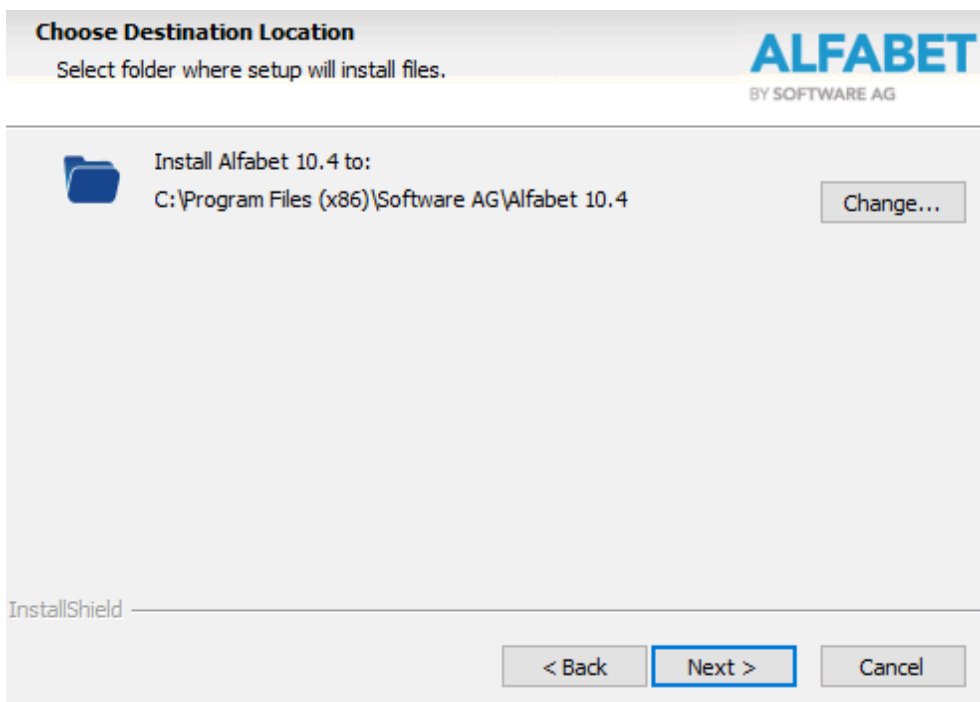 Choose Destination Location
Select folder where setup will install files.
ALFABET
BY SOFTWARE AG
Install Alfabet 10.4 to:
C:\Program Files (x86)\Software AG\Alfabet 10.4
Change...
InstallShield
< Back
Next >
Cancel